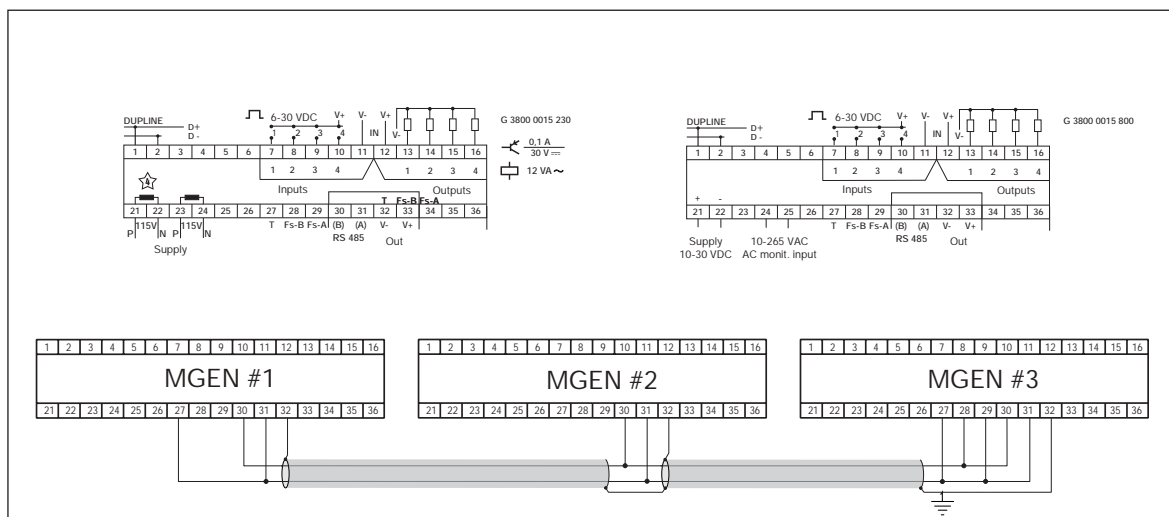 6-30 VDC V+ V- V+
DUPLINE D+ 1 2 3 4 IN V- G 3800 0015 230
D -
1 2 3 4 5 6 7 8 9 10 11 12 13 14 15 16
0,1 A
30 V
1 2 3 4 1 2 3 4
12 VA
4 Inputs Outputs
T Fs-B Fs-A
21 22 23 24 25 26 27 28 29 30 31 32 33 34 35 36
P 115V N P 115V N T Fs-B Fs-A (B) (A) V- V+
Supply RS 485 Out
6-30 VDC V+ V- V+
DUPLINE D+ 1 2 3 4 IN V- G 3800 0015 800
D -
1 2 3 4 5 6 7 8 9 10 11 12 13 14 15 16
1 2 3 4 1 2 3 4
Inputs Outputs
+ -
21 22 23 24 25 26 27 28 29 30 31 32 33 34 35 36
T Fs-B Fs-A (B) (A) V- V+
Supply 10-265 VAC RS 485 Out
10-30 VDC AC monit. input
1 2 3 4 5 6 7 8 9 10 11 12 13 14 15 16
MGEN #1
21 22 23 24 25 26 27 28 29 30 31 32 33 34 35 36
1 2 3 4 5 6 7 8 9 10 11 12 13 14 15 16
MGEN #2
21 22 23 24 25 26 27 28 29 30 31 32 33 34 35 36
1 2 3 4 5 6 7 8 9 10 11 12 13 14 15 16
MGEN #3
21 22 23 24 25 26 27 28 29 30 31 32 33 34 35 36